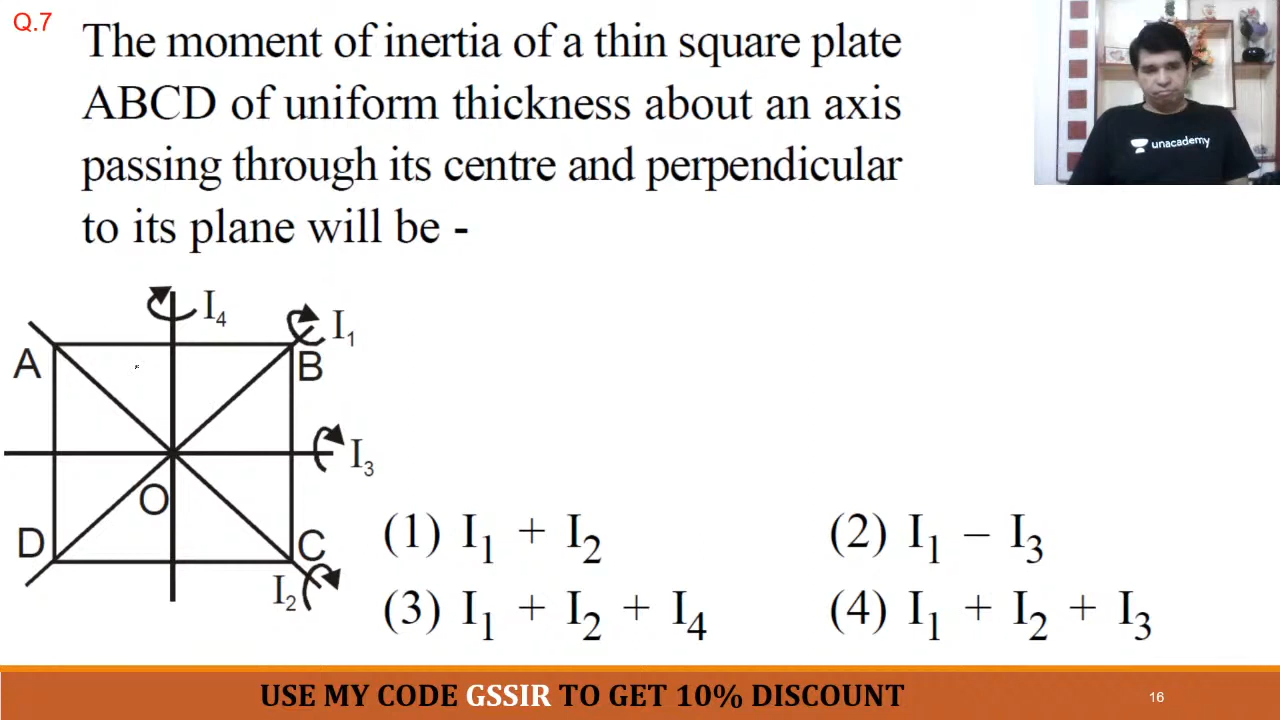 Q.7
The moment of inertia of a thin square plate
ABCD of uniform thickness about an axis
passing through its centre and perpendicular
to its plane will be -
unacademy
I4
I1
A
B
I3
O
D
C
I2
(1) I1 + I2
(2) I1 – I3
(3) I1 + I2 + I4
(4) I1 + I2 + I3
USE MY CODE GSSIR TO GET 10% DISCOUNT
16